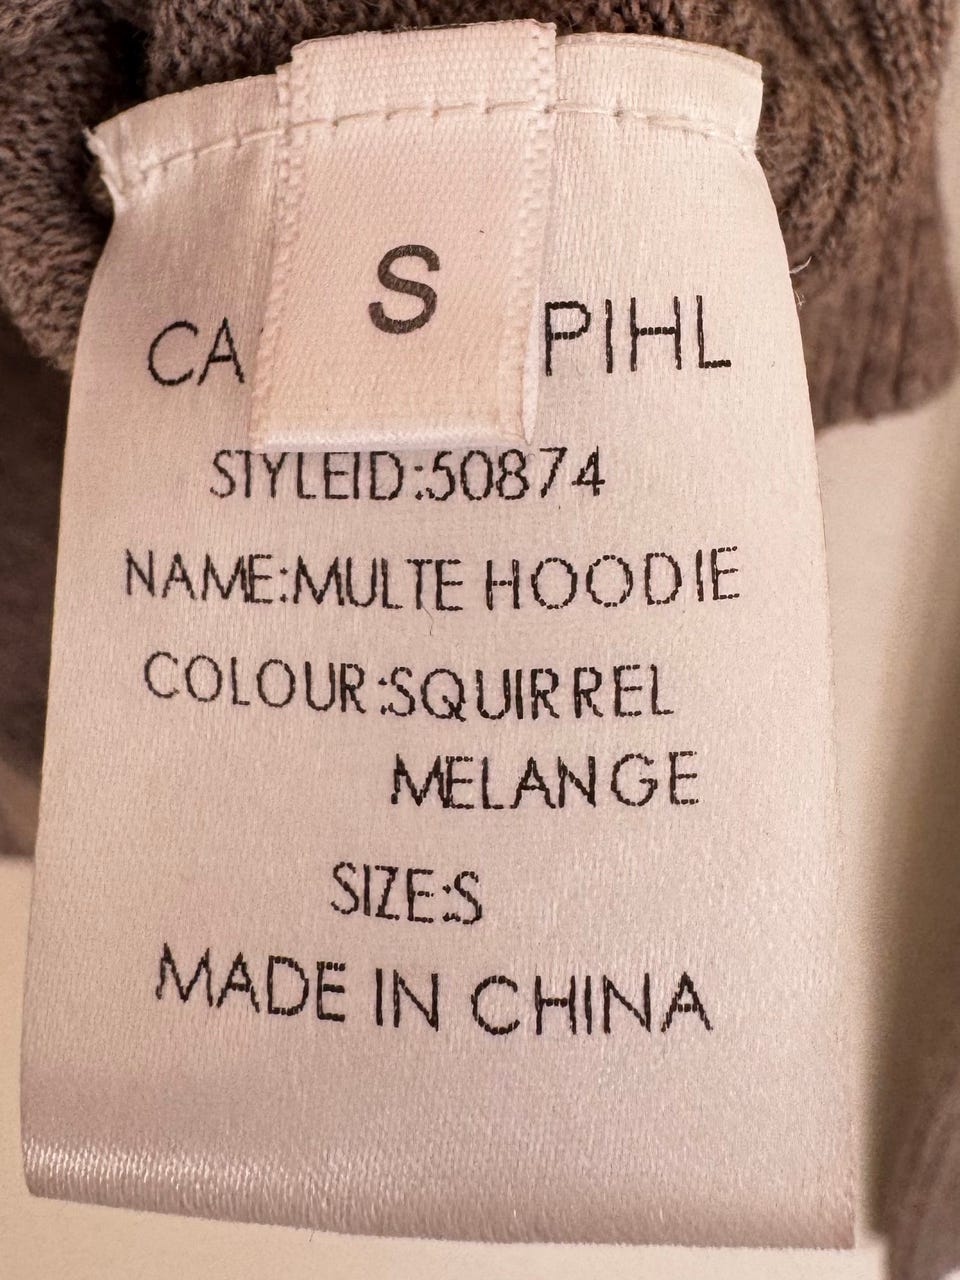 S
CA PIHL
STYLEID:50874
NAME:MULTE HOODIE
COLOUR:SQUIRREL
MELANGE
SIZE:S
MADE IN CHINA